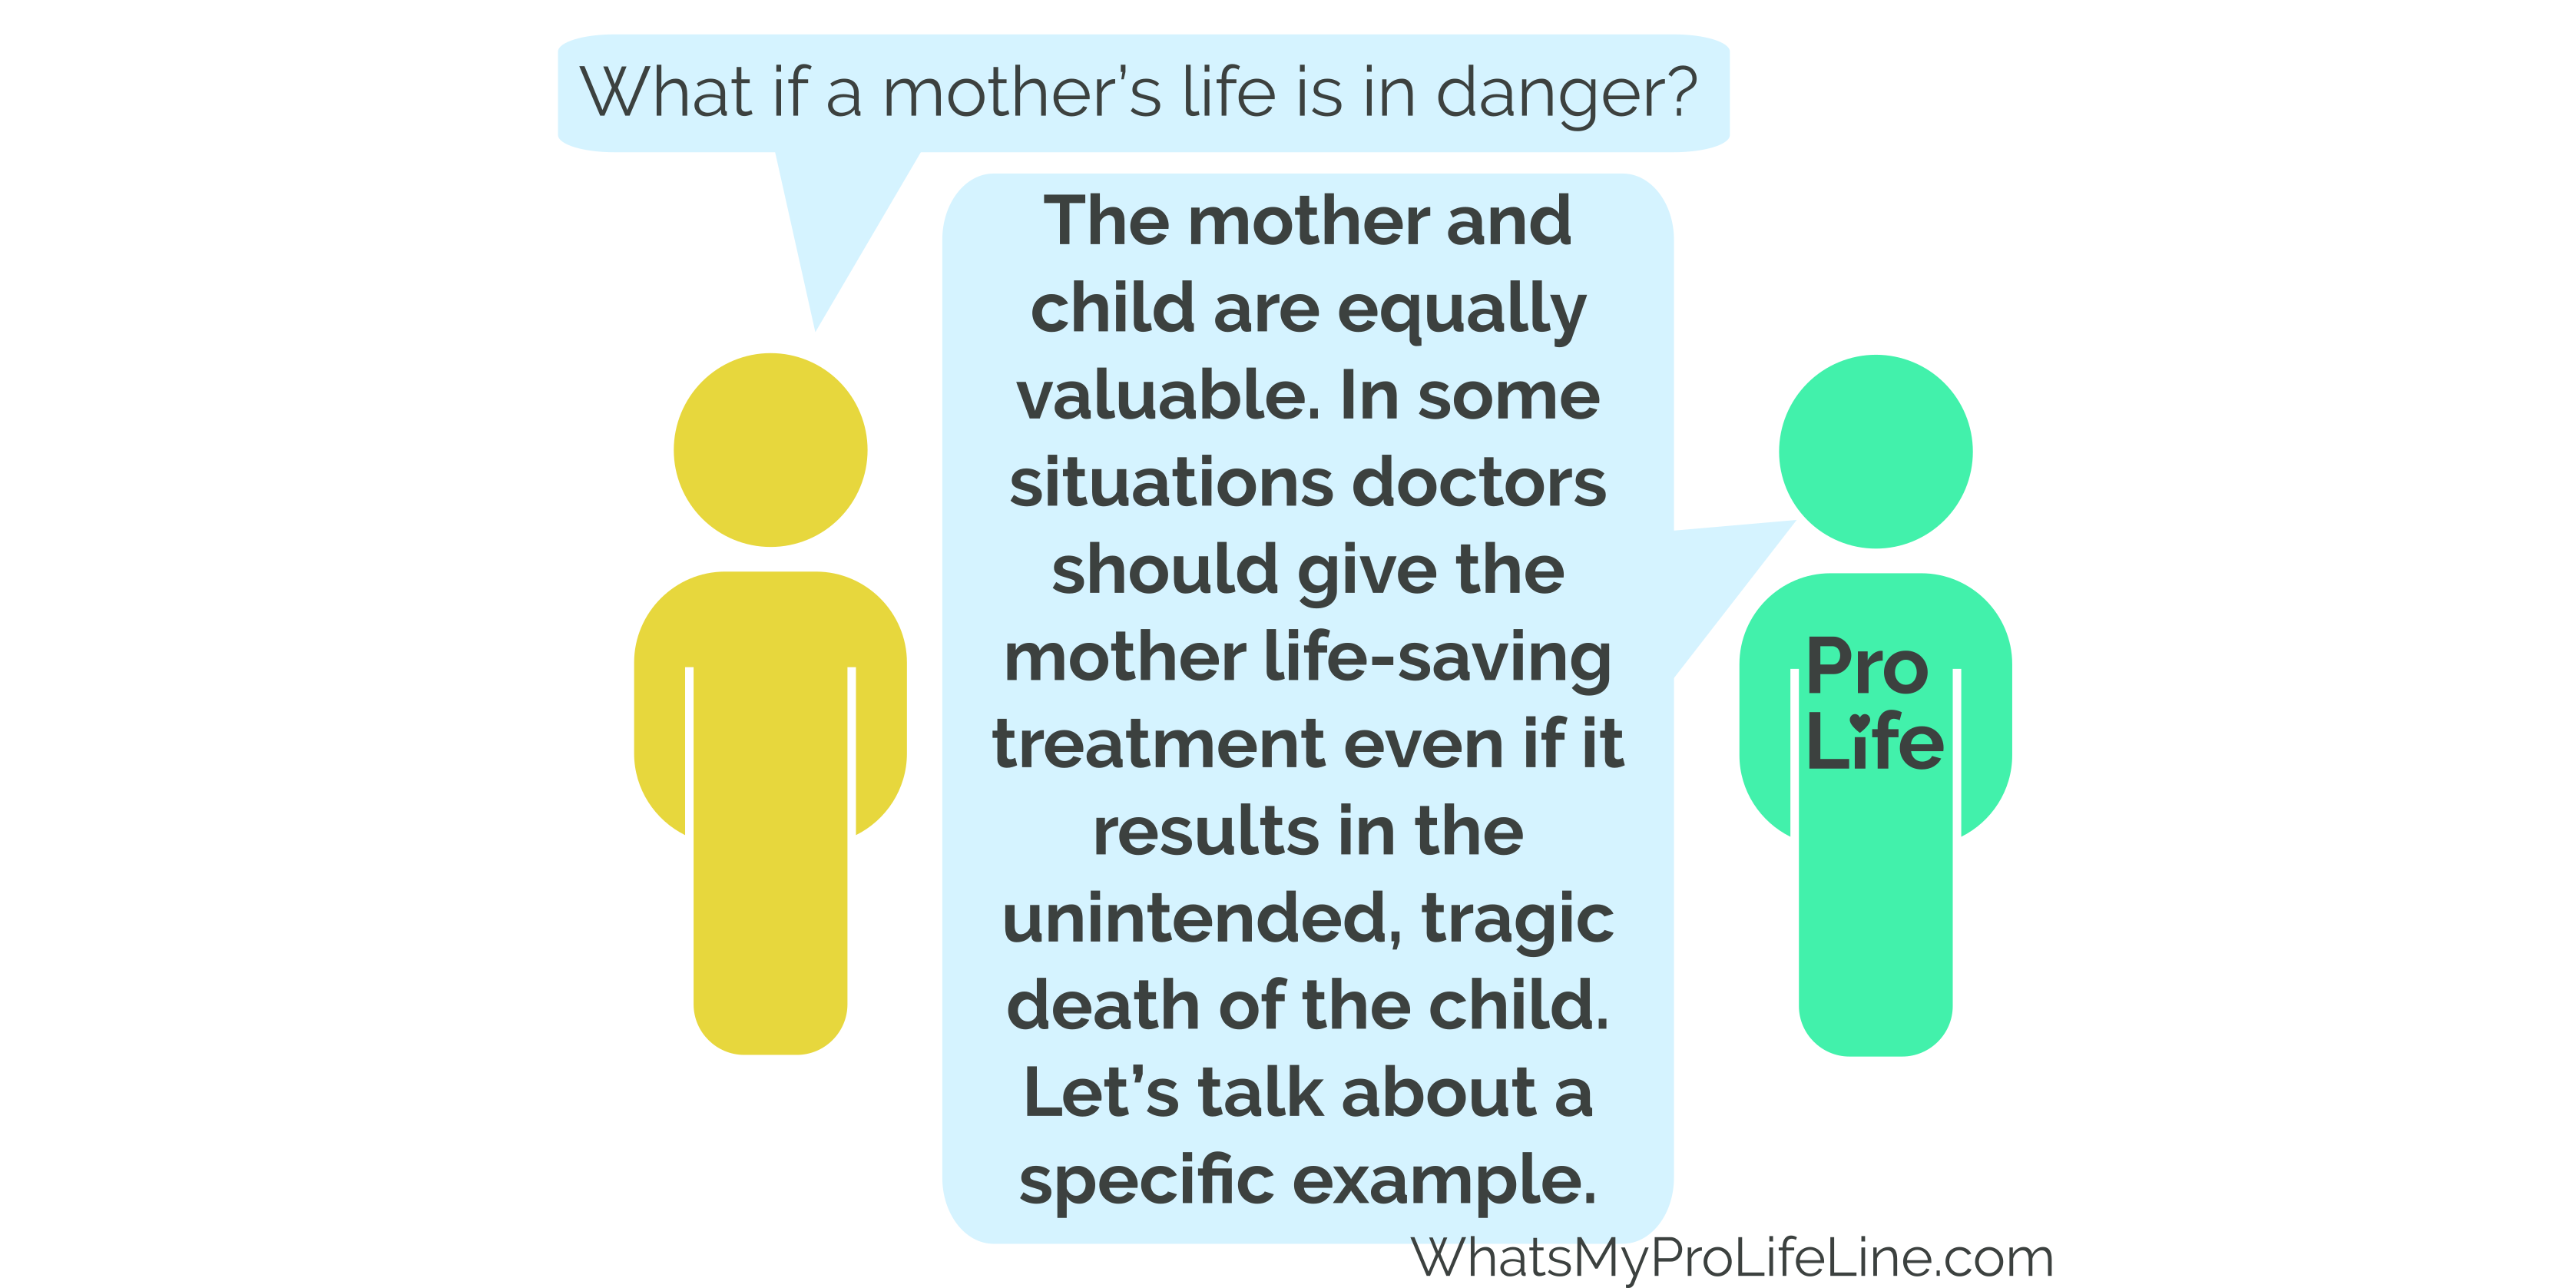 What if a mother’s life is in danger?
The mother and
child are equally
valuable. In some
situations doctors
should give the
mother life-saving
treatment even if it
results in the
unintended, tragic
death of the child.
Let’s talk about a
specific example.
Pro
Life
WhatsMyProLifeLine.com